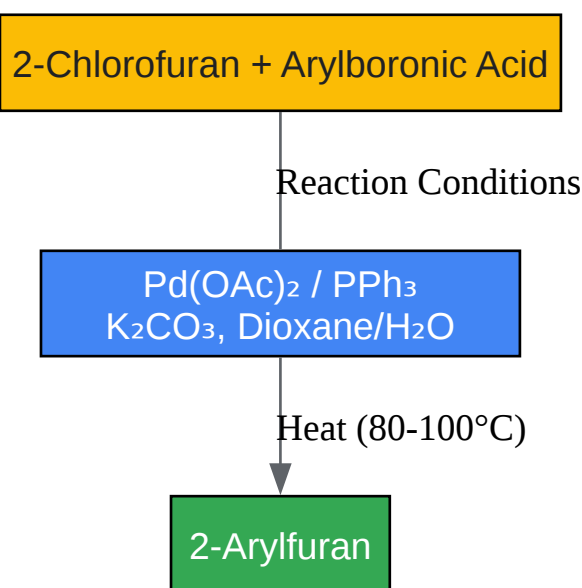 2-Chlorofuran + Arylboronic Acid
Reaction Conditions
Pd(OAc)₂ / PPh₃
K₂CO₃, Dioxane/H₂O
Heat (80-100°C)
2-Arylfuran